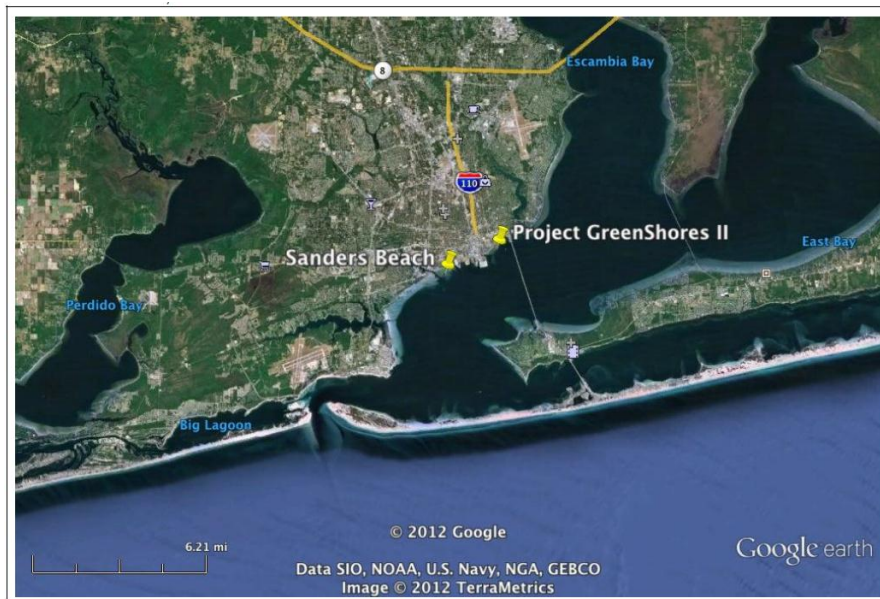 Escambia Bay
8
110
Project GreenShores II
Sanders Beach
East Bay
Perdido Bay
Big Lagoon
© 2012 Google
6.21 mi
Google earth
Data SIO, NOAA, U.S. Navy, NGA, GEBCO
Image © 2012 TerraMetrics